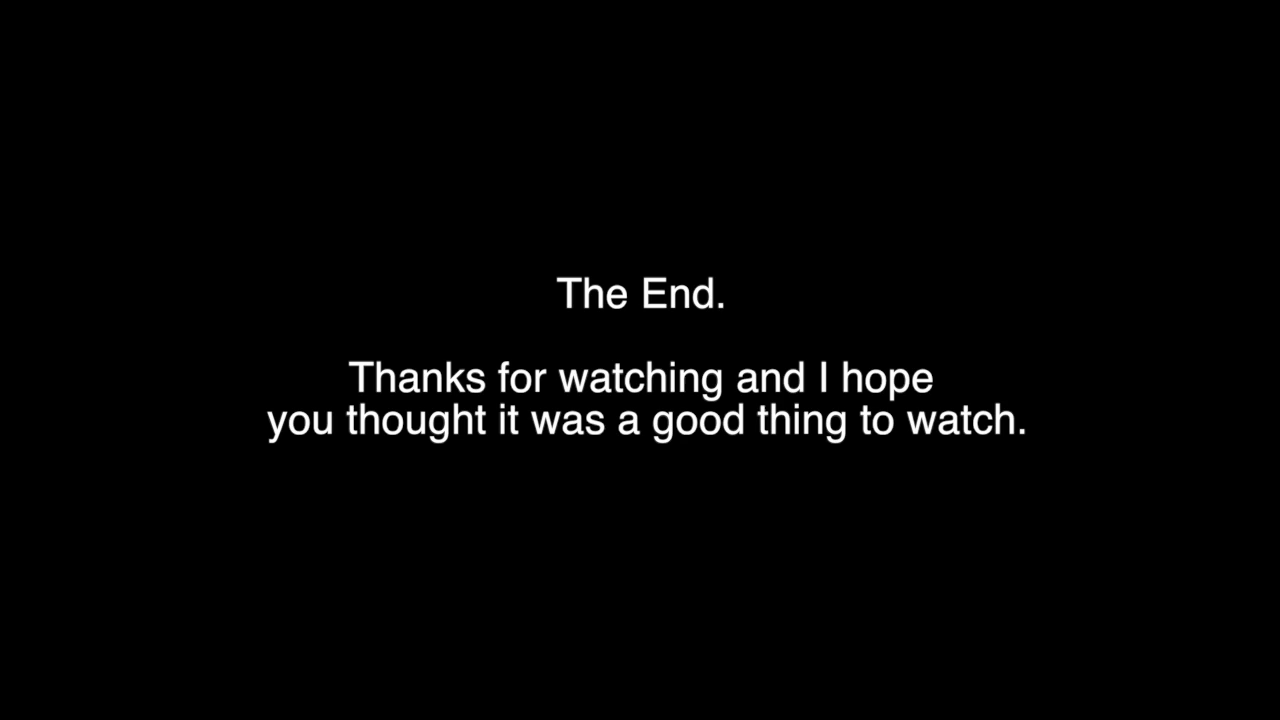 The End.
Thanks for watching and I hope
you thought it was a good thing to watch.